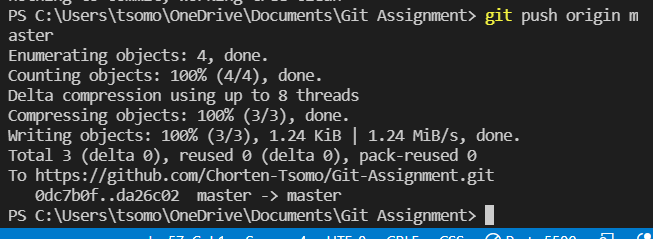 PS C:\Users\tsomo\OneDrive\Documents\Git Assignment> git push origin m
aster
Enumerating objects: 4, done.
Counting objects: 100% (4/4), done.
Delta compression using up to 8 threads
Compressing objects: 100% (3/3), done.
Writing objects: 100% (3/3), 1.24 KiB | 1.24 MiB/s, done.
Total 3 (delta 0), reused 0 (delta 0), pack-reused 0
To https://github.com/Chorten-Tsomo/Git-Assignment.git
   0dc7b0f..da26c02  master -> master
PS C:\Users\tsomo\OneDrive\Documents\Git Assignment>